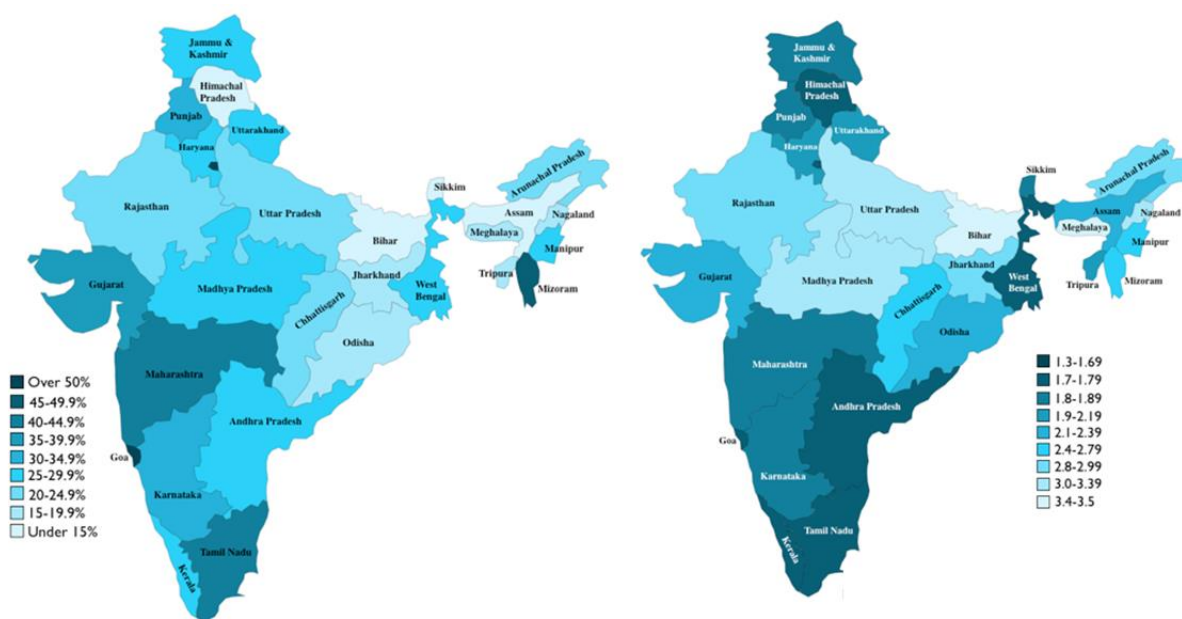 Jammu &
Kashmir
Himachal
Pradesh
Punjab
Uttarakhand
Haryana
Rajasthan
Uttar Pradesh
Sikkim
Arunachal Pradesh
Assam
Nagaland
Meghalaya
Bihar
Manipur
Tripura
Mizoram
Jharkhand
West
Bengal
Gujarat
Madhya Pradesh
Chhattisgarh
Odisha
Maharashtra
Andhra Pradesh
Goa
Karnataka
Tamil Nadu
Kerala
Over 50%
45-49.9%
40-44.9%
35-39.9%
30-34.9%
25-29.9%
20-24.9%
15-19.9%
Under 15%
Jammu &
Kashmir
Himachal
Pradesh
Punjab
Uttarakhand
Haryana
Rajasthan
Uttar Pradesh
Sikkim
Arunachal Pradesh
Assam
Nagaland
Meghalaya
Bihar
Manipur
Tripura
Mizoram
Jharkhand
West
Bengal
Gujarat
Madhya Pradesh
Chhattisgarh
Odisha
Maharashtra
Andhra Pradesh
Goa
Karnataka
Tamil Nadu
Kerala
1.3-1.69
1.7-1.79
1.8-1.89
1.9-2.19
2.1-2.39
2.4-2.79
2.8-2.99
3.0-3.39
3.4-3.5